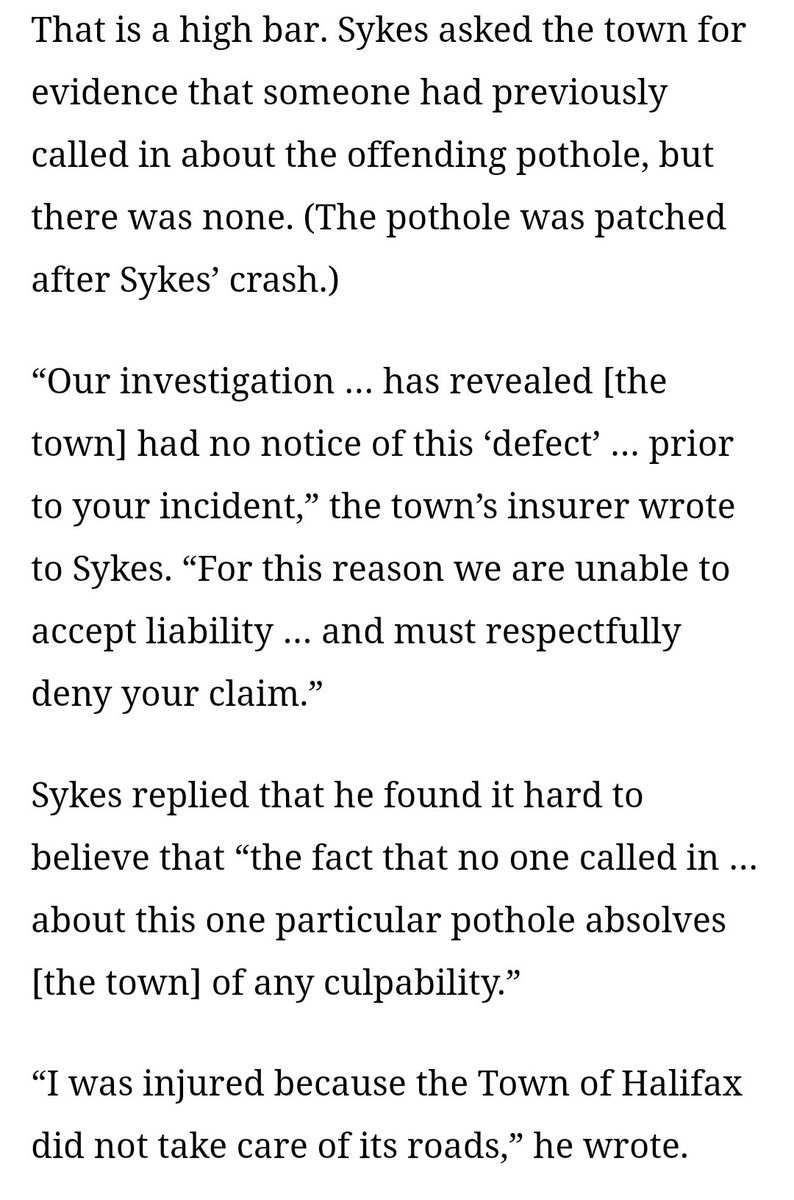 That is a high bar. Sykes asked the town for
evidence that someone had previously
called in about the offending pothole, but
there was none. (The pothole was patched
after Sykes’ crash.)
“Our investigation … has revealed [the
town] had no notice of this ‘defect’ … prior
to your incident,” the town’s insurer wrote
to Sykes. “For this reason we are unable to
accept liability … and must respectfully
deny your claim.”
Sykes replied that he found it hard to
believe that “the fact that no one called in …
about this one particular pothole absolves
[the town] of any culpability.”
“I was injured because the Town of Halifax
did not take care of its roads,” he wrote.